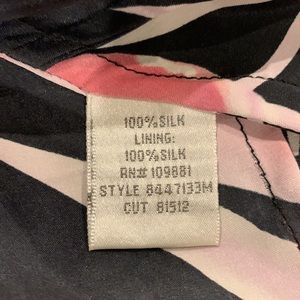 100% SILK
LINING:
100% SILK
RN# 109881
STYLE 8447133M
CUT 81512